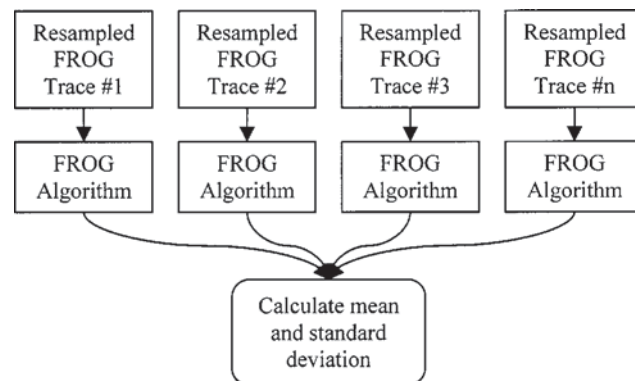 Resampled
FROG
Trace #1
Resampled
FROG
Trace #2
Resampled
FROG
Trace #3
Resampled
FROG
Trace #n
FROG
Algorithm
FROG
Algorithm
FROG
Algorithm
FROG
Algorithm
Calculate mean
and standard
deviation